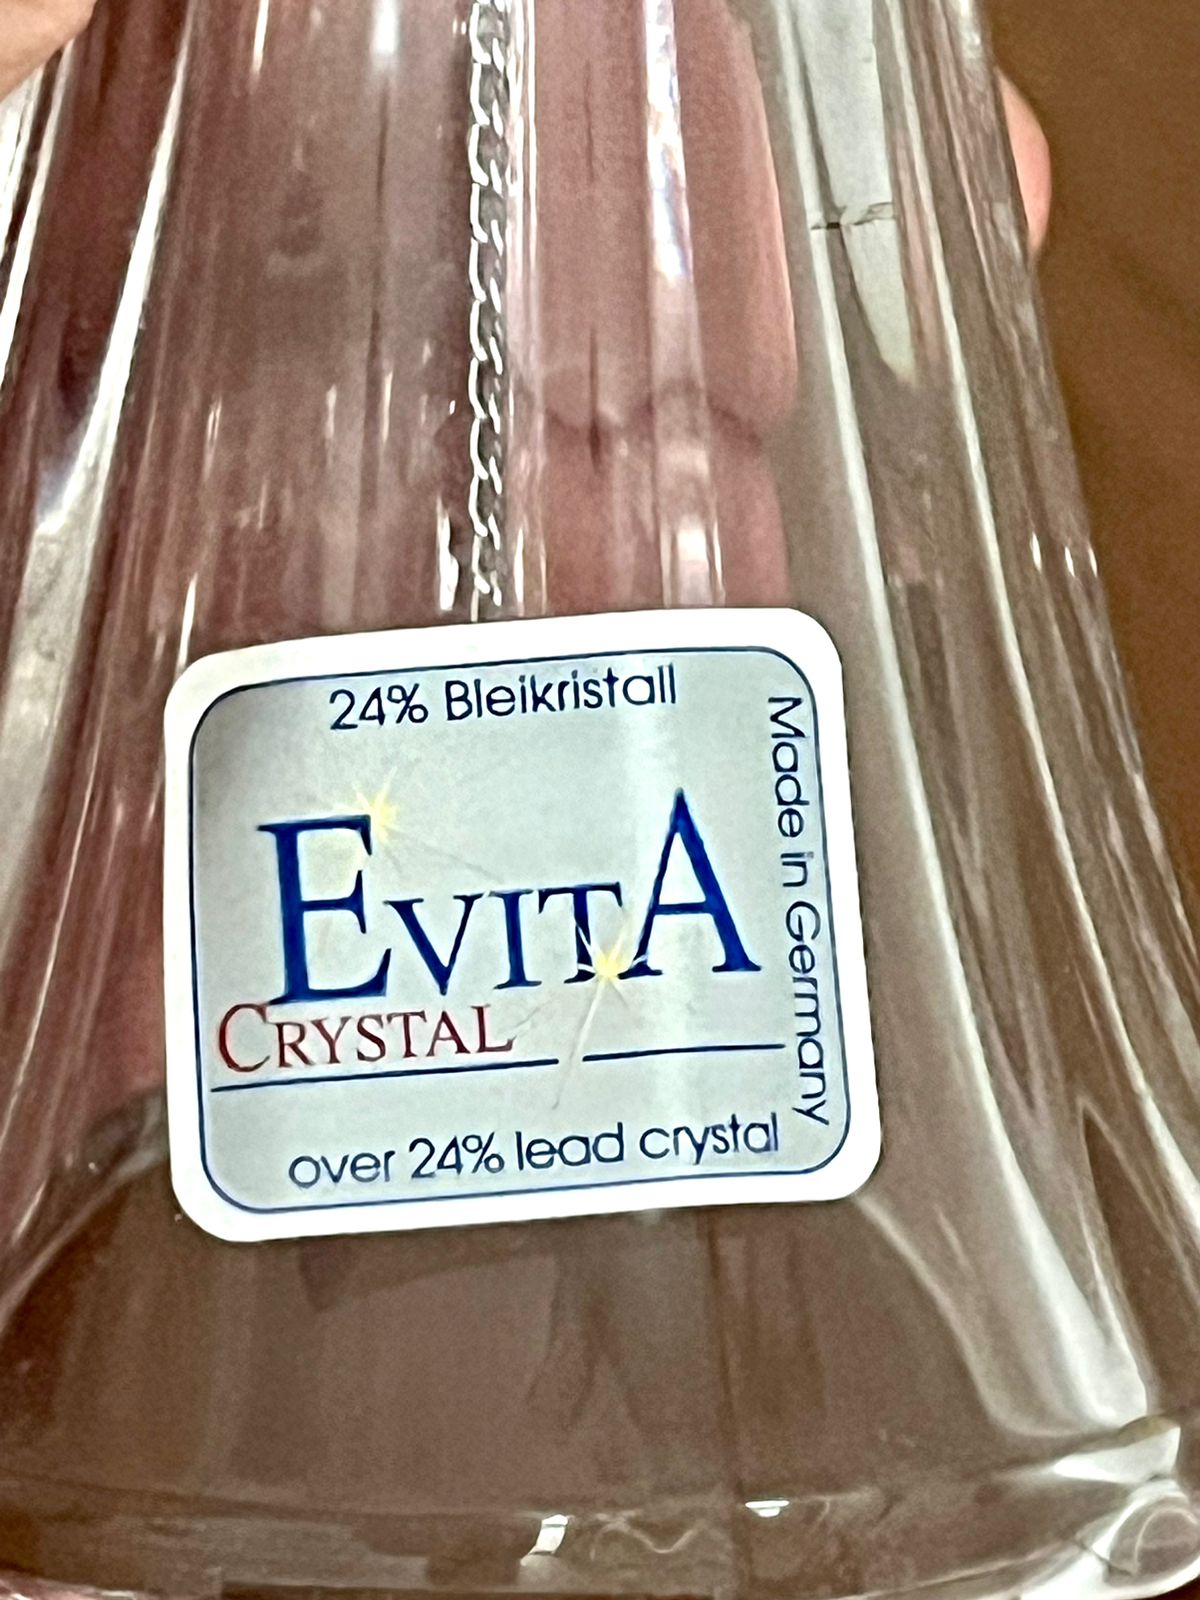 24% Bleikristall
EVITA
CRYSTAL
over 24% lead crystal
Made in Germany